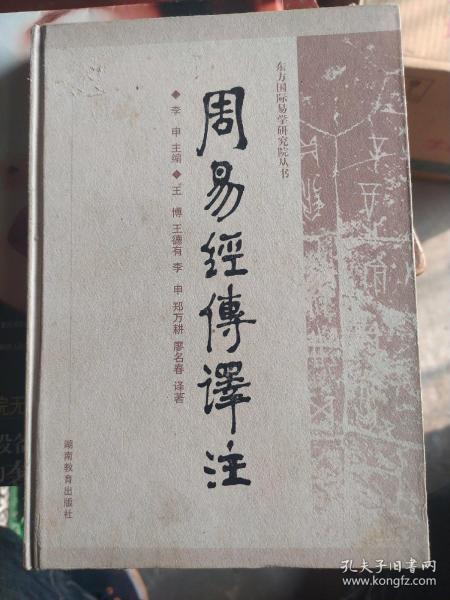 东方国际易学研究院丛书
周易經傳譯注
◆李申 主编◆王博 王德有 李申 郑万耕 廖名春 译著
湖南教育出版社
孔夫子旧书网
www.kongfz.com